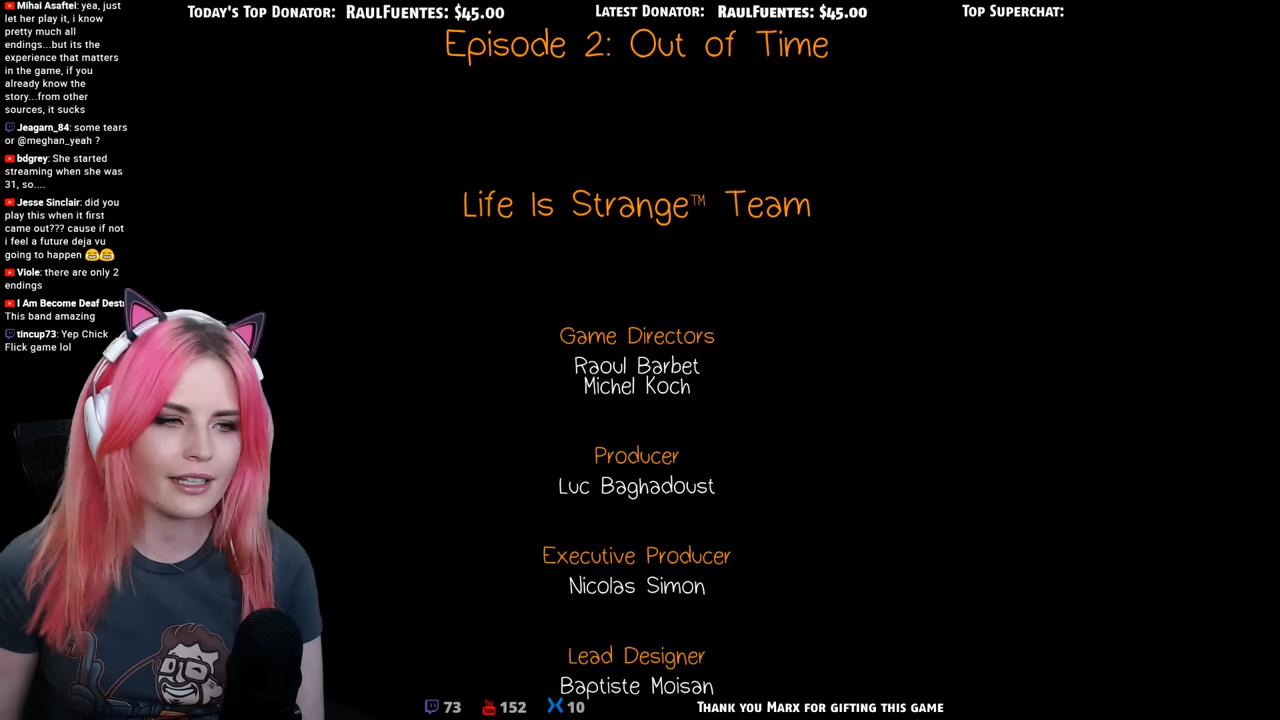 Today's Top Donator: RaulFuentes: $45.00
Latest Donator: RaulFuentes: $45.00
Top Superchat:
Mihai Asaftei: yea, just
let her play it, i know
pretty much all
endings...but its the
experience that matters
in the game, if you
already know the
story...from other
sources, it sucks
Jeagarn_84: some tears
or @meghan_yeah ?
bdgrey: She started
streaming when she was
31, so....
Jesse Sinclair: did you
play this when it first
came out??? cause if not
i feel a future deja vu
going to happen 😂😂
Viole: there are only 2
endings
I Am Become Deaf Destr
This band amazing
tincup73: Yep Chick
Flick game lol
Episode 2: Out of Time
Life Is Strange™ Team
Game Directors
Raoul Barbet
Michel Koch
Producer
Luc Baghadoust
Executive Producer
Nicolas Simon
Lead Designer
Baptiste Moisan
73
152
10
Thank you Marx for gifting this game